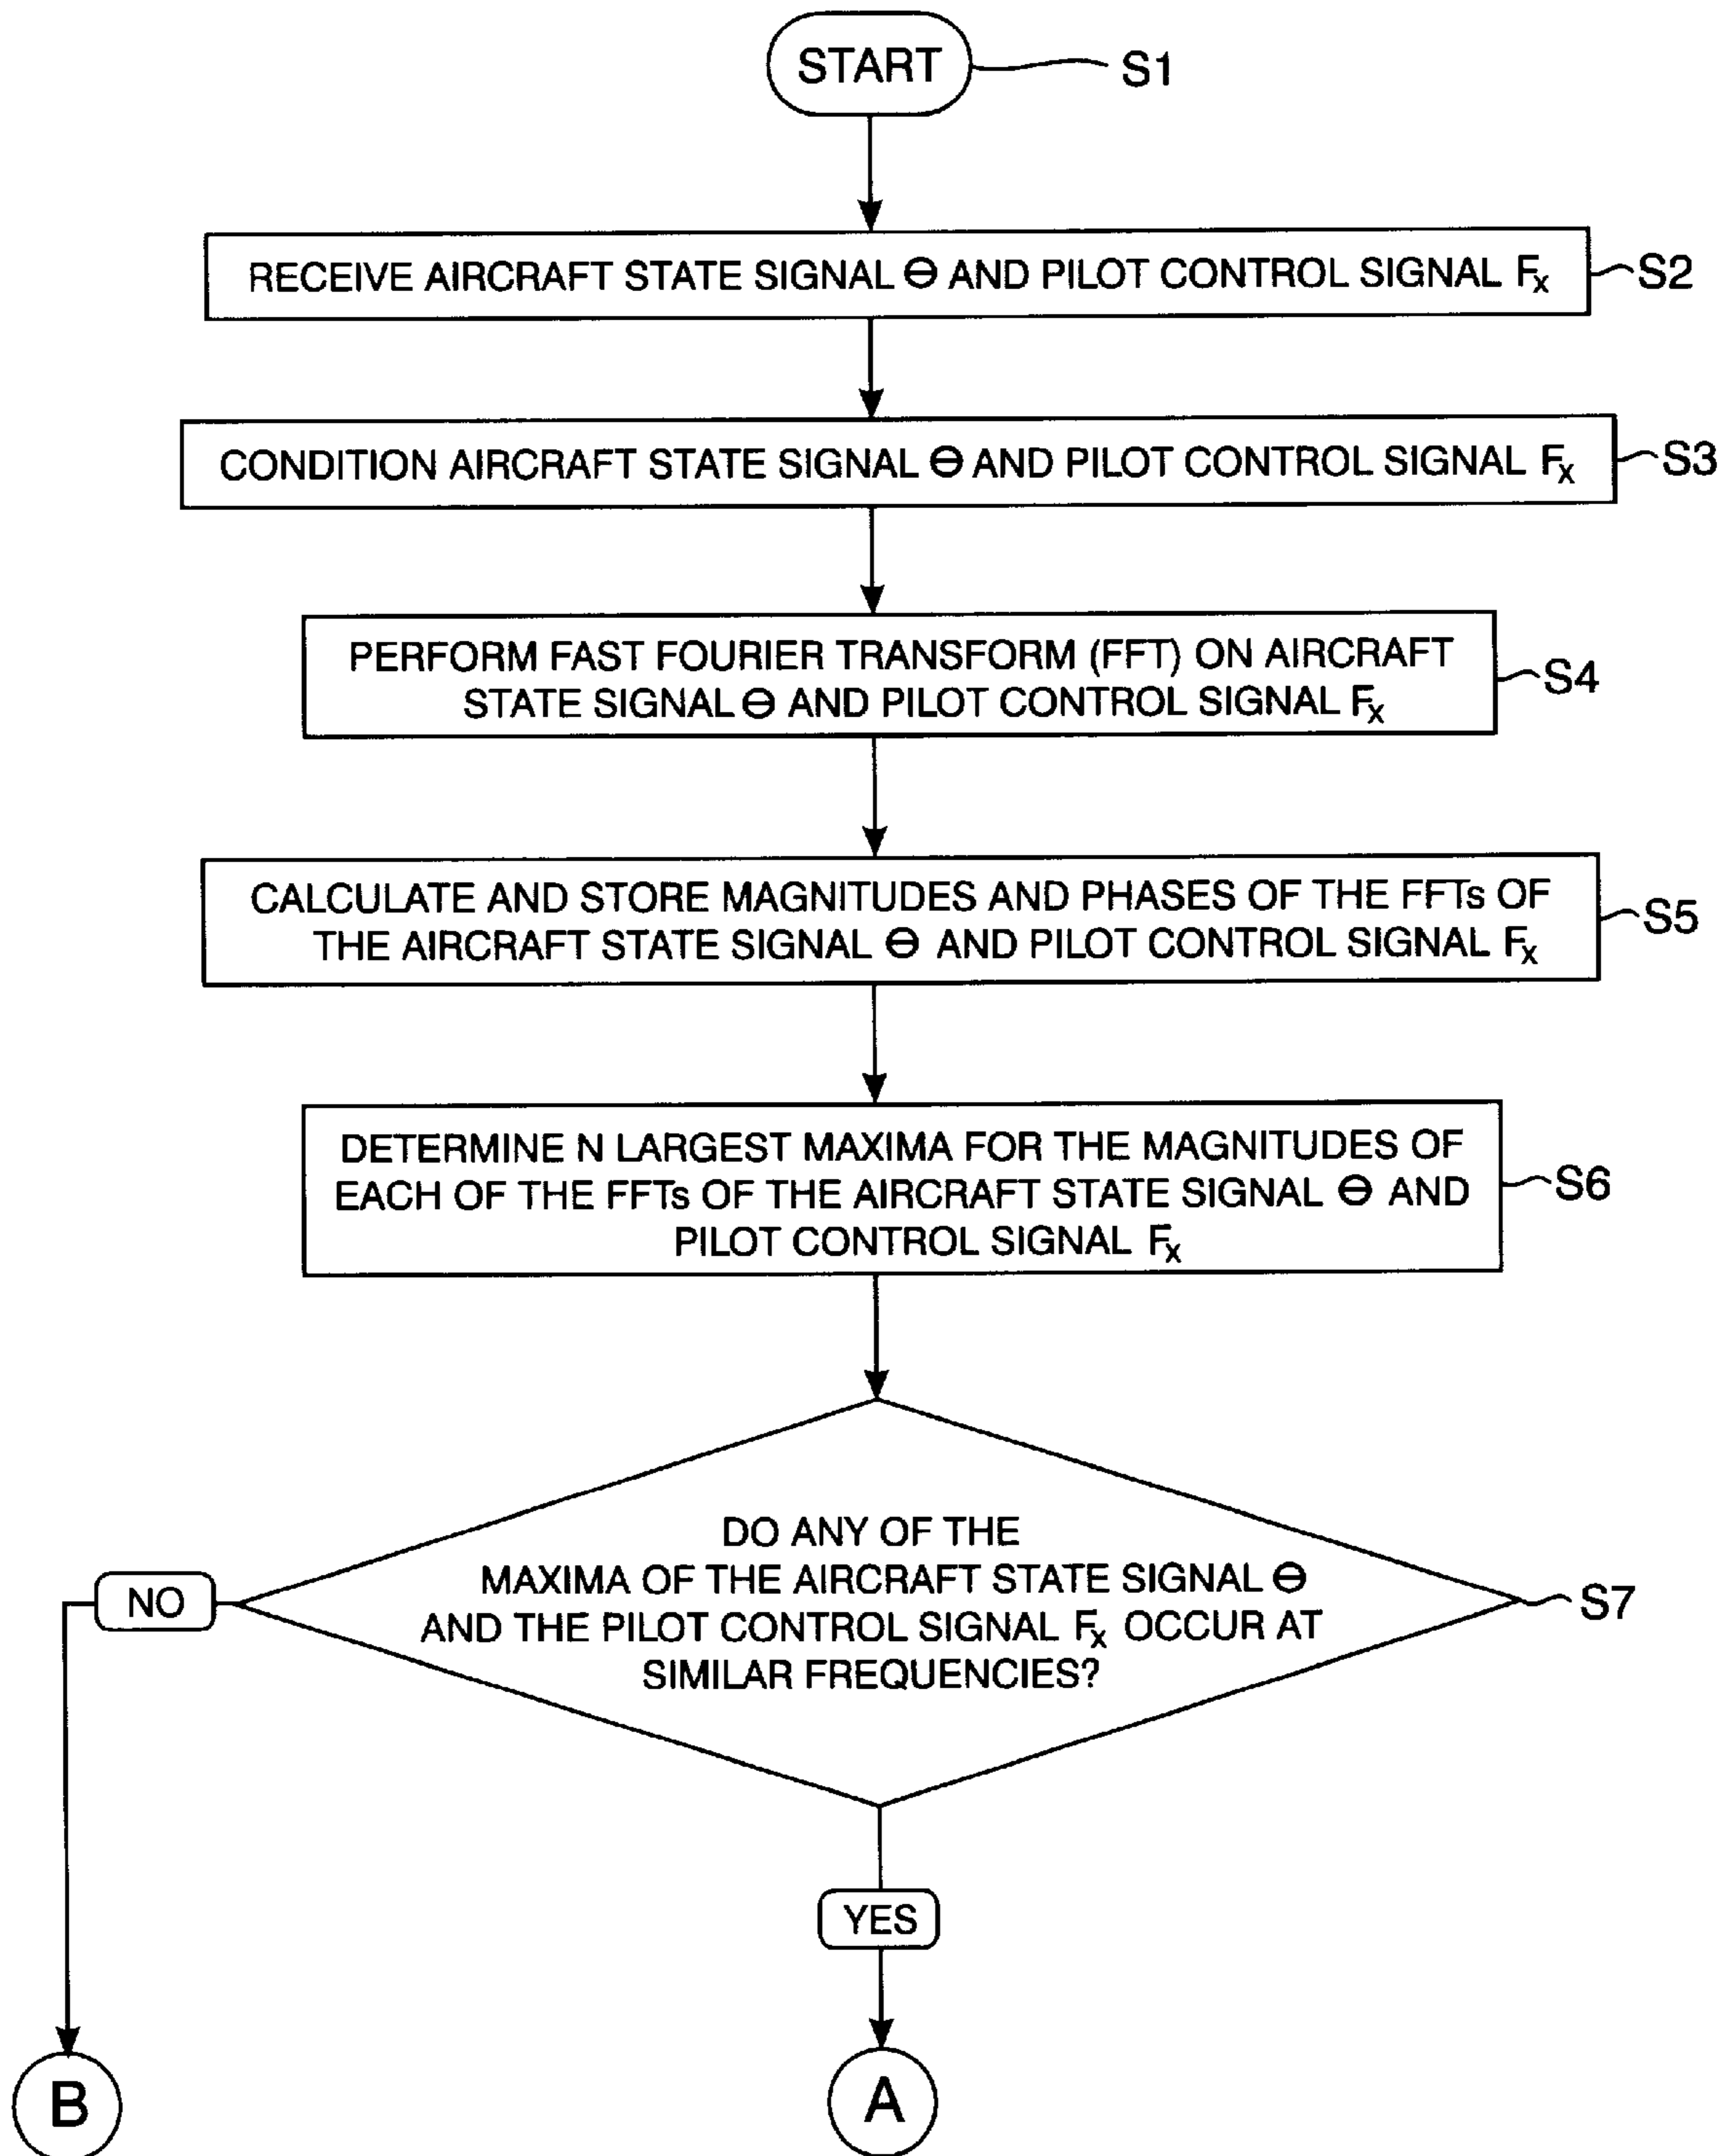 START
S1
RECEIVE AIRCRAFT STATE SIGNAL Θ AND PILOT CONTROL SIGNAL Fx
S2
CONDITION AIRCRAFT STATE SIGNAL Θ AND PILOT CONTROL SIGNAL Fx
S3
PERFORM FAST FOURIER TRANSFORM (FFT) ON AIRCRAFT
STATE SIGNAL Θ AND PILOT CONTROL SIGNAL Fx
S4
CALCULATE AND STORE MAGNITUDES AND PHASES OF THE FFTs OF
THE AIRCRAFT STATE SIGNAL Θ AND PILOT CONTROL SIGNAL Fx
S5
DETERMINE N LARGEST MAXIMA FOR THE MAGNITUDES OF
EACH OF THE FFTs OF THE AIRCRAFT STATE SIGNAL Θ AND
PILOT CONTROL SIGNAL Fx
S6
DO ANY OF THE
MAXIMA OF THE AIRCRAFT STATE SIGNAL Θ
AND THE PILOT CONTROL SIGNAL Fx OCCUR AT
SIMILAR FREQUENCIES?
S7
NO
YES
B
A